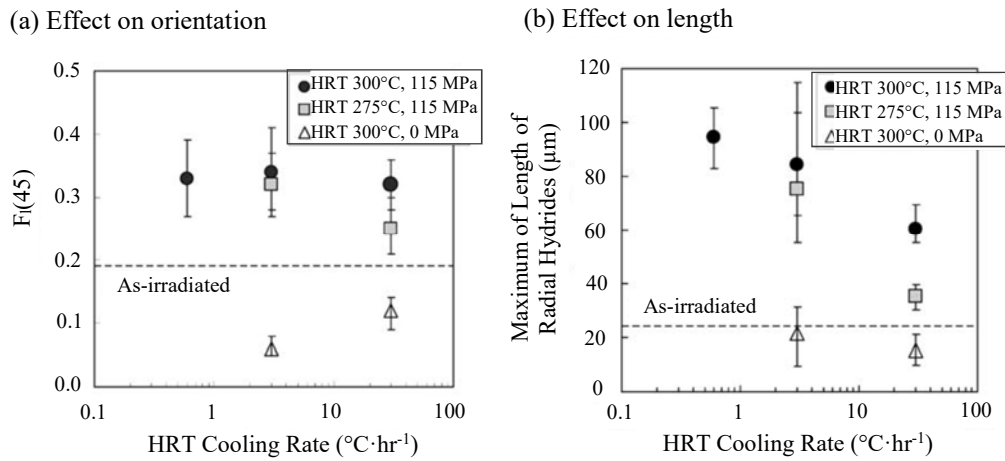 (a) Effect on orientation
0.5
0.4
0.3
0.2
0.1
0.0
Fl(45)
HRT 300°C, 115 MPa
HRT 275°C, 115 MPa
HRT 300°C, 0 MPa
As-irradiated
0.1
1
10
100
HRT Cooling Rate (°C·hr-1)
(b) Effect on length
120
100
80
60
40
20
0
Maximum of Length of
Radial Hydrides (μm)
HRT 300°C, 115 MPa
HRT 275°C, 115 MPa
HRT 300°C, 0 MPa
As-irradiated
0.1
1
10
100
HRT Cooling Rate (°C·hr-1)